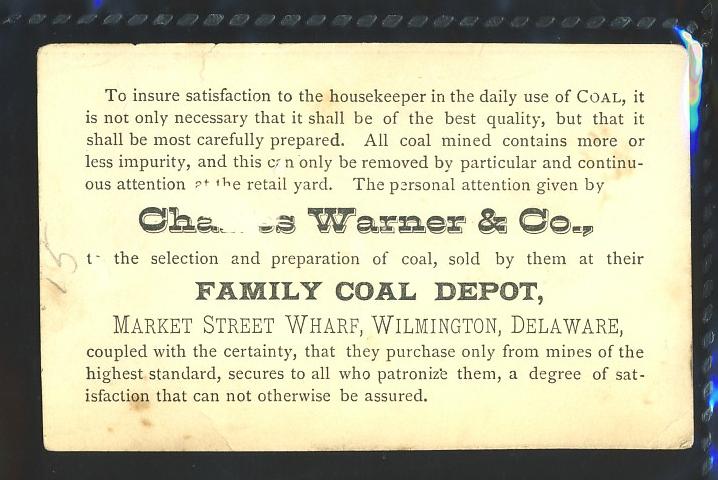 To insure satisfaction to the housekeeper in the daily use of COAL, it
is not only necessary that it shall be of the best quality, but that it
shall be most carefully prepared. All coal mined contains more or
less impurity, and this can only be removed by particular and continu-
ous attention at the retail yard. The personal attention given by
Charles Warner & Co.,
to the selection and preparation of coal, sold by them at their
FAMILY COAL DEPOT,
MARKET STREET WHARF, WILMINGTON, DELAWARE,
coupled with the certainty, that they purchase only from mines of the
highest standard, secures to all who patronize them, a degree of sat-
isfaction that can not otherwise be assured.
15